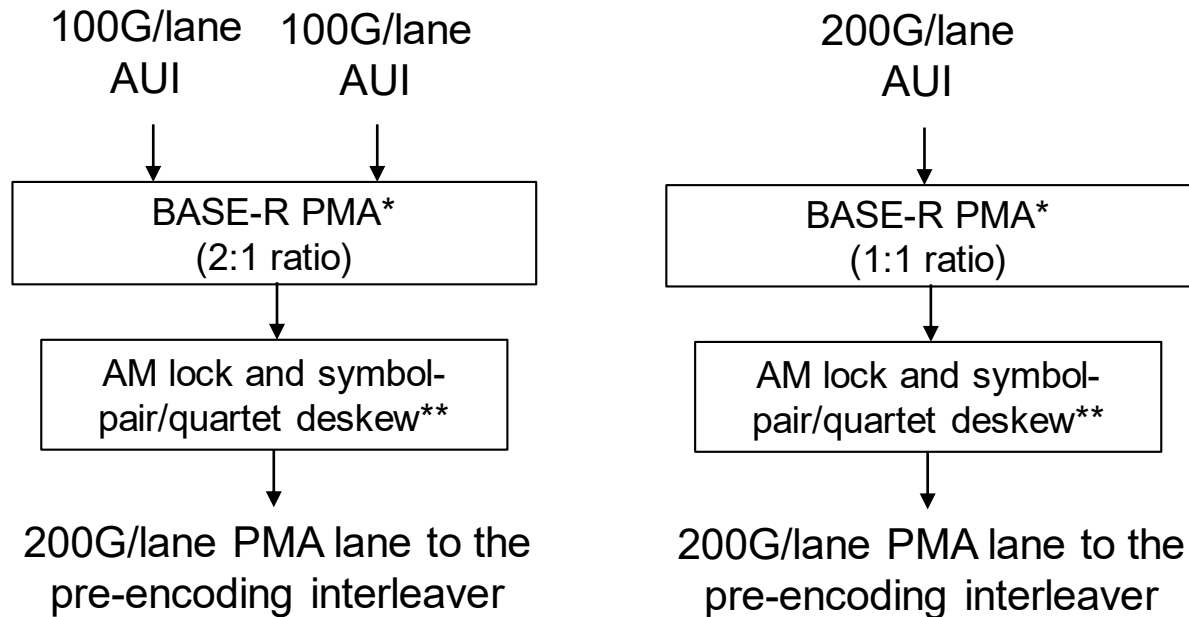 100G/lane
AUI
100G/lane
AUI
BASE-R PMA*
(2:1 ratio)
AM lock and symbol-
pair/quartet deskew**
200G/lane PMA lane to the
pre-encoding interleaver
200G/lane
AUI
BASE-R PMA*
(1:1 ratio)
AM lock and symbol-
pair/quartet deskew**
200G/lane PMA lane to the
pre-encoding interleaver